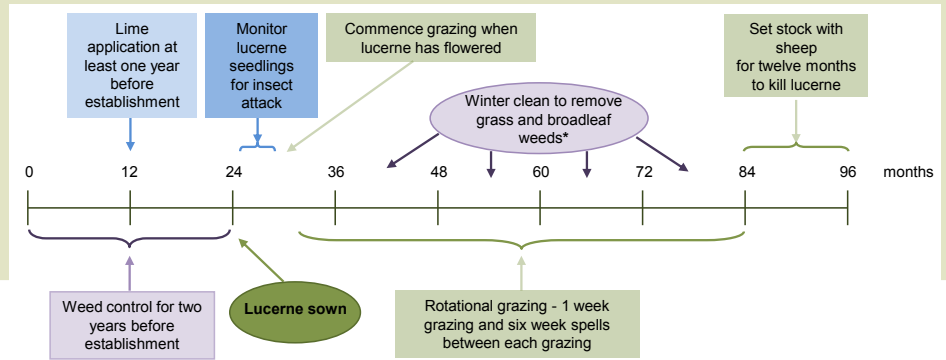 Lime
application at
least one year
before
establishment
Monitor
lucerne
seedlings
for insect
attack
Commence grazing when
lucerne has flowered
Set stock with
sheep
for twelve months
to kill lucerne
Winter clean to remove
grass and broadleaf
weeds*
0 12 24 36 48 60 72 84 96 months
Weed control for two
years before
establishment
Lucerne sown
Rotational grazing - 1 week
grazing and six week spells
between each grazing